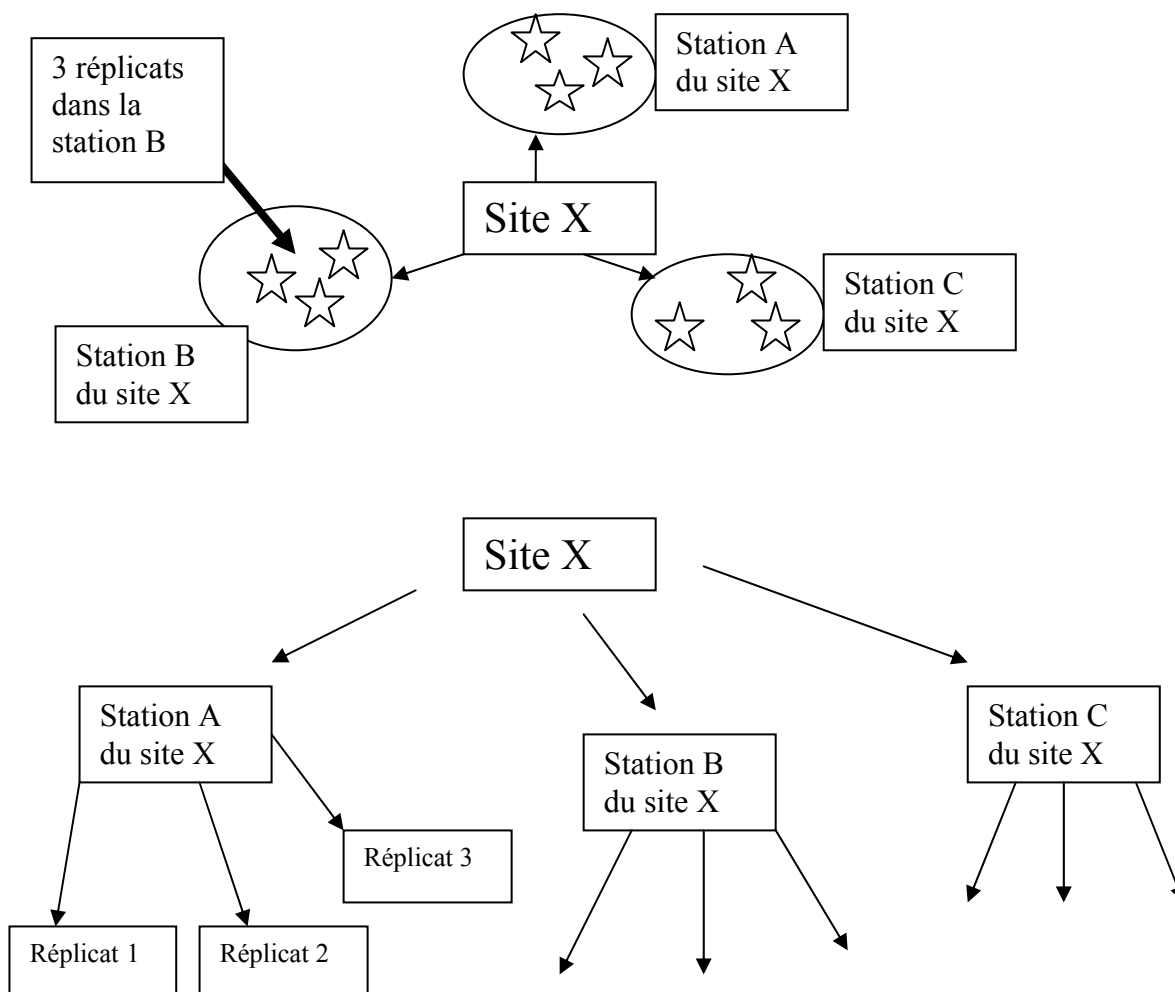 3 réplicats
dans la
station B
Station A
du site X
Site X
Station B
du site X
Station C
du site X
Site X
Station A
du site X
Station B
du site X
Station C
du site X
Réplicat 3
Réplicat 1
Réplicat 2